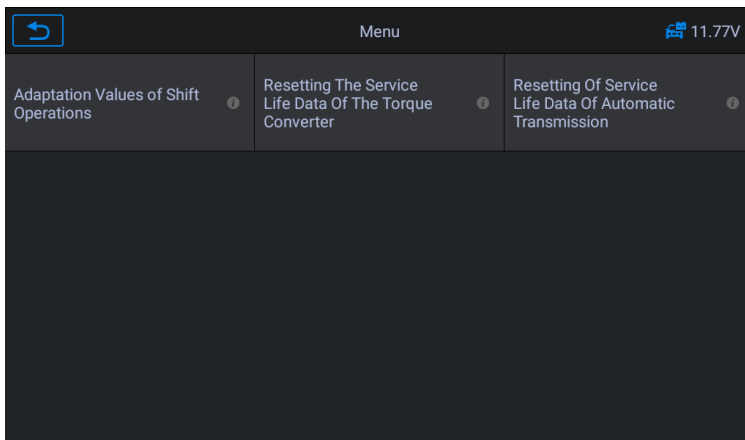 Menu
11.77V
Adaptation Values of Shift
Operations
Resetting The Service
Life Data Of The Torque
Converter
Resetting Of Service
Life Data Of Automatic
Transmission